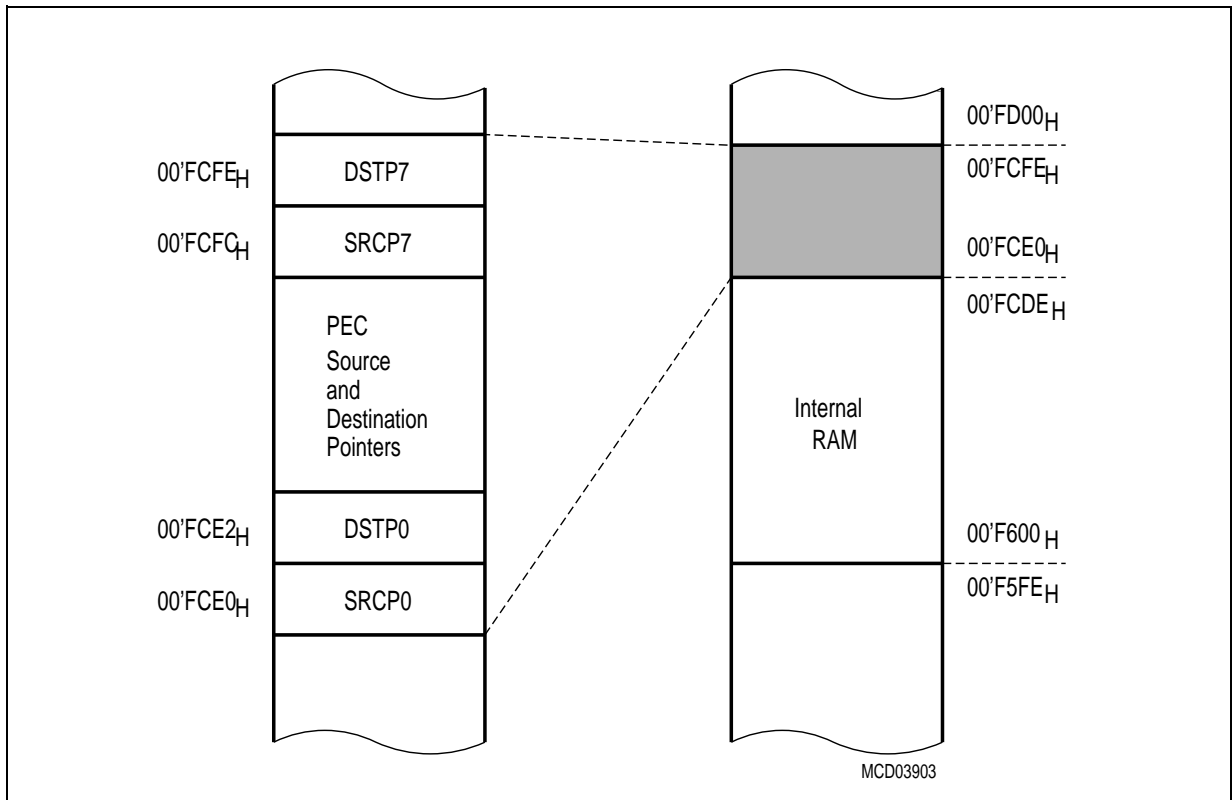 00'FCFEH
DSTP7
00'FCFCH
SRCP7
PEC
Source
and
Destination
Pointers
00'FCE2H
DSTP0
00'FCE0H
SRCP0
00'FD00H
00'FCFEH
00'FCE0H
00'FCDEH
Internal
RAM
00'F600H
00'F5FEH
MCD03903